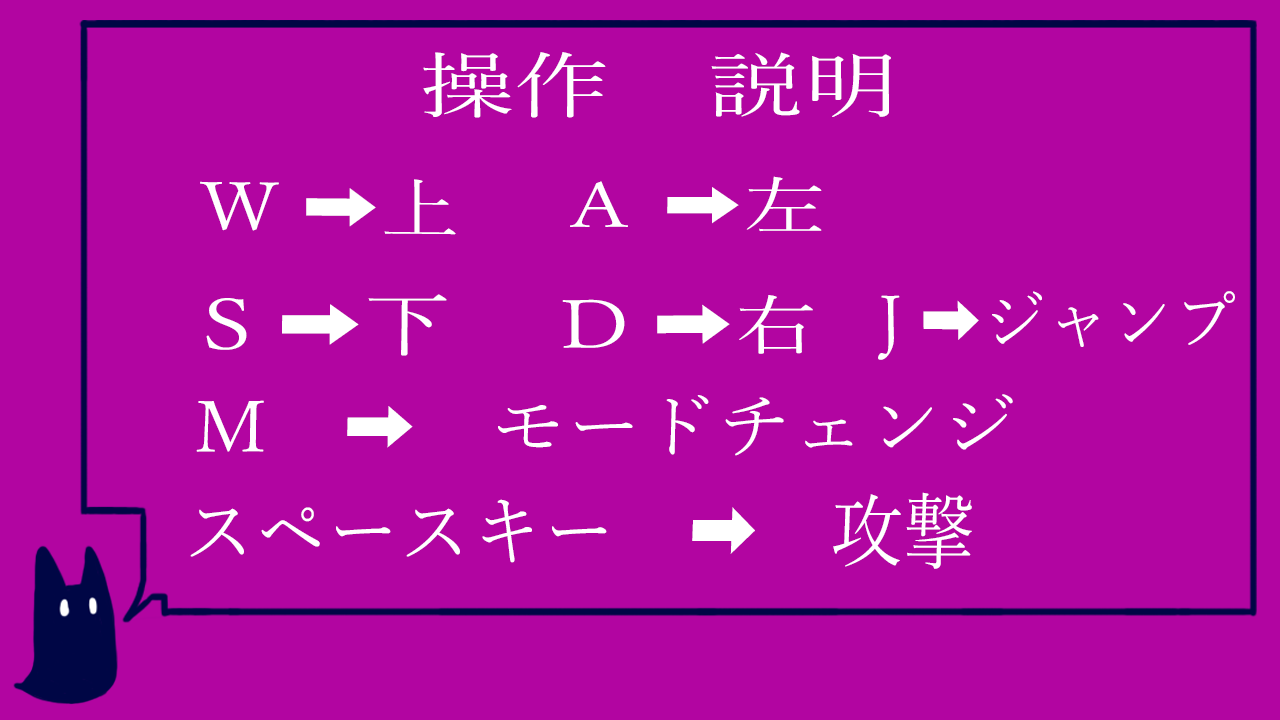 操作　説明
W ➡ 上　A ➡ 左
S ➡ 下　D ➡ 右　J ➡ ジャンプ
M ➡ モードチェンジ
スペースキー ➡ 攻撃